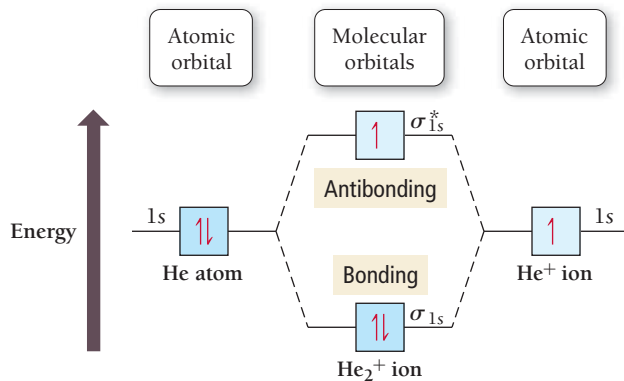 Atomic
orbital
Molecular
orbitals
Atomic
orbital
Energy
σ*1s
Antibonding
1s
He atom
1s
He⁺ ion
Bonding
σ1s
He₂⁺ ion